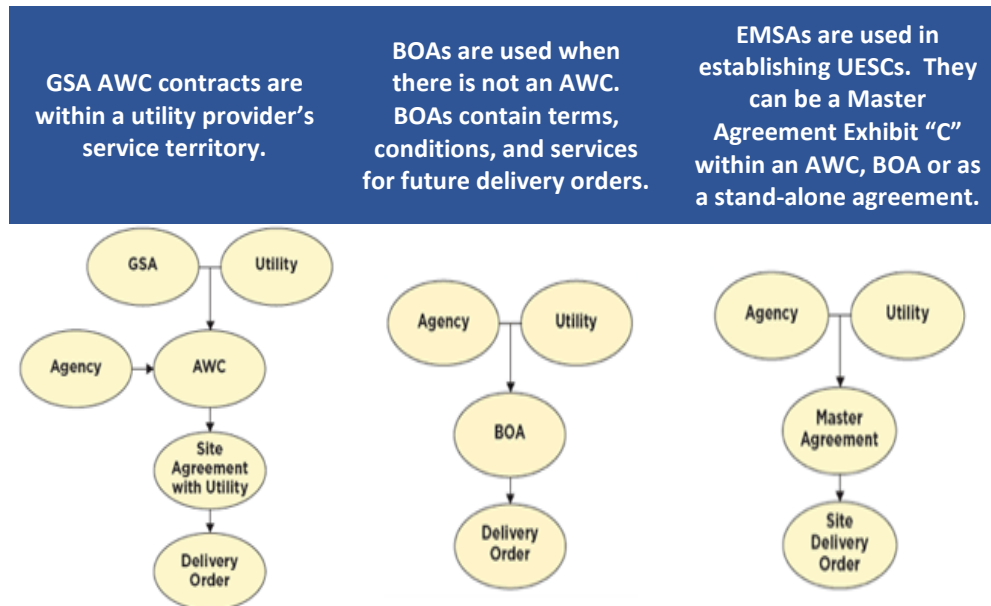 GSA AWC contracts are
within a utility provider’s
service territory.
BOAs are used when
there is not an AWC.
BOAs contain terms,
conditions, and services
for future delivery orders.
EMSAs are used in
establishing UESCs.  They
can be a Master
Agreement Exhibit “C”
within an AWC, BOA or as
a stand-alone agreement.
GSA
Utility
Agency
AWC
Site
Agreement
with Utility
Delivery
Order
Agency
Utility
BOA
Delivery
Order
Agency
Utility
Master
Agreement
Site
Delivery
Order